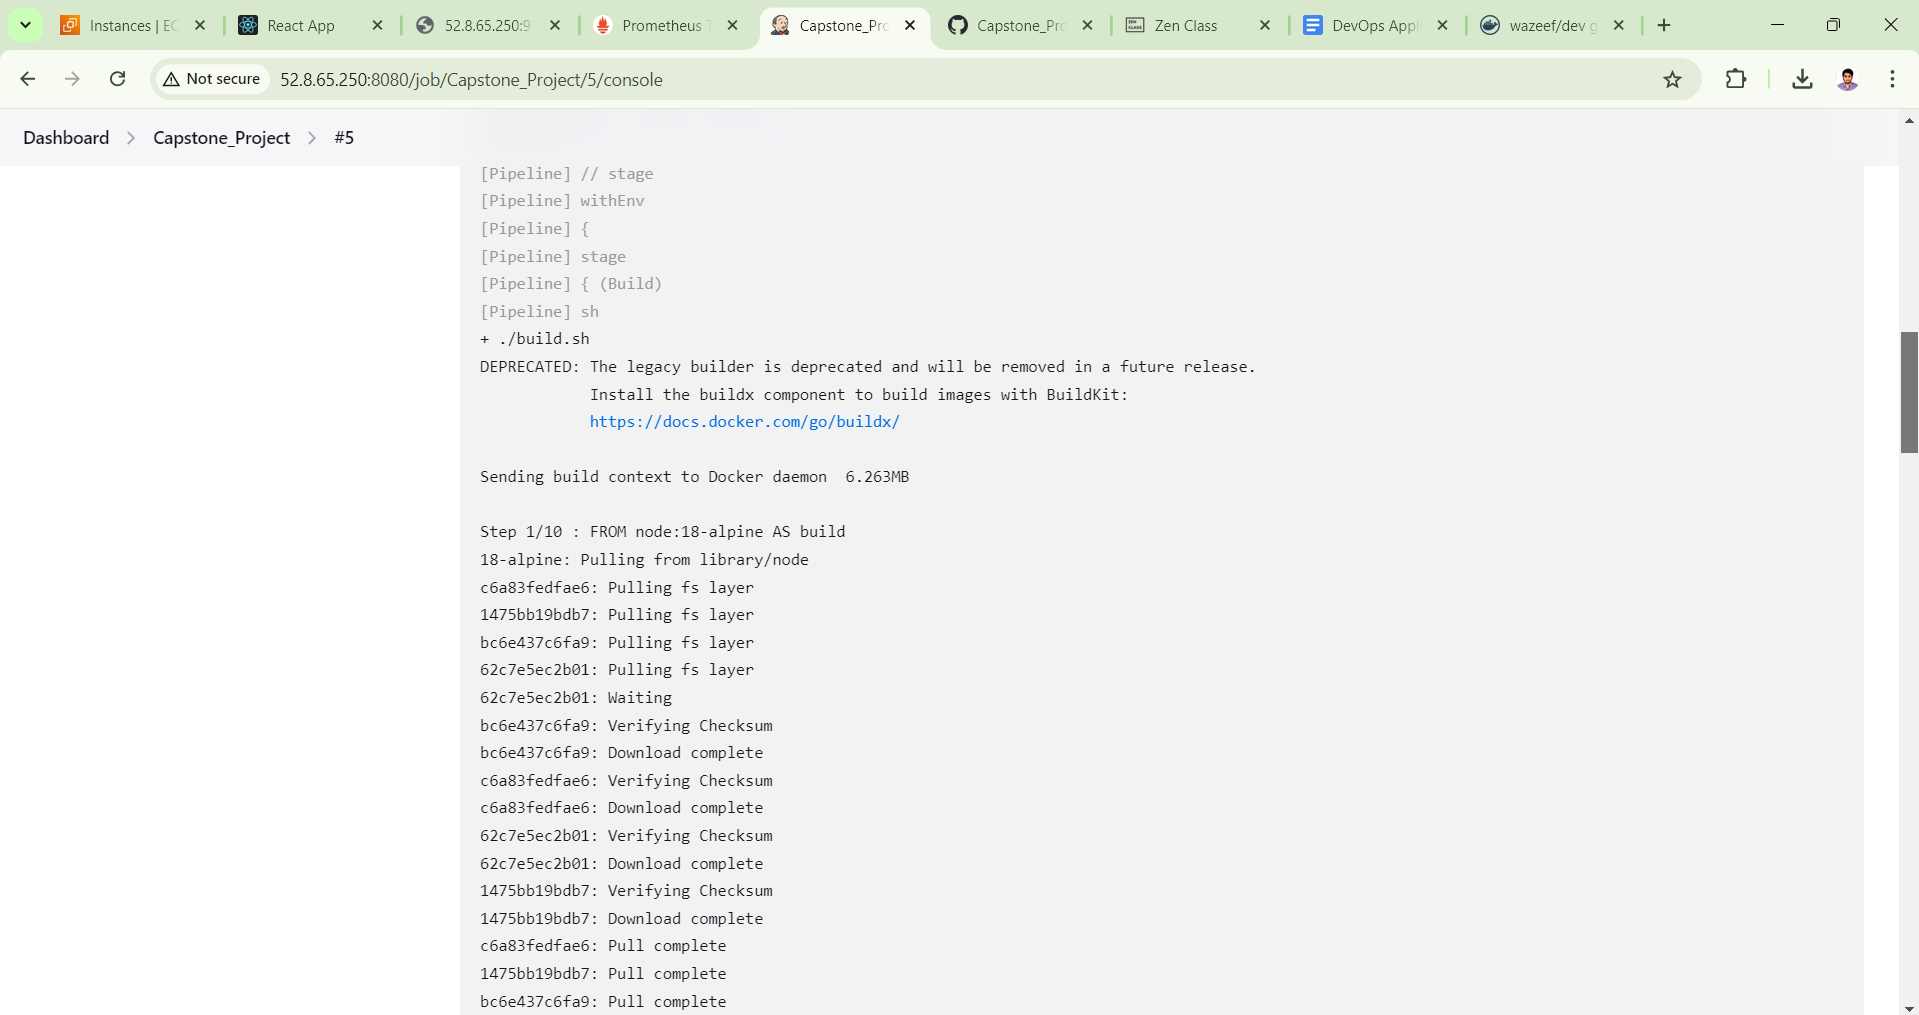 Instances | EC
React App
52.8.65.250:9
Prometheus T
Capstone_Pro
Capstone_Pro
Zen Class
DevOps Appl
wazeef/dev g
Not secure
52.8.65.250:8080/job/Capstone_Project/5/console
Dashboard
Capstone_Project
#5
[Pipeline] // stage
[Pipeline] withEnv
[Pipeline] {
[Pipeline] stage
[Pipeline] { (Build)
[Pipeline] sh
+ ./build.sh
DEPRECATED: The legacy builder is deprecated and will be removed in a future release.
Install the buildx component to build images with BuildKit:
https://docs.docker.com/go/buildx/
Sending build context to Docker daemon  6.263MB
Step 1/10 : FROM node:18-alpine AS build
18-alpine: Pulling from library/node
c6a83fedfae6: Pulling fs layer
1475bb19bdb7: Pulling fs layer
bc6e437c6fa9: Pulling fs layer
62c7e5ec2b01: Pulling fs layer
62c7e5ec2b01: Waiting
bc6e437c6fa9: Verifying Checksum
bc6e437c6fa9: Download complete
c6a83fedfae6: Verifying Checksum
c6a83fedfae6: Download complete
62c7e5ec2b01: Verifying Checksum
62c7e5ec2b01: Download complete
1475bb19bdb7: Verifying Checksum
1475bb19bdb7: Download complete
c6a83fedfae6: Pull complete
1475bb19bdb7: Pull complete
bc6e437c6fa9: Pull complete